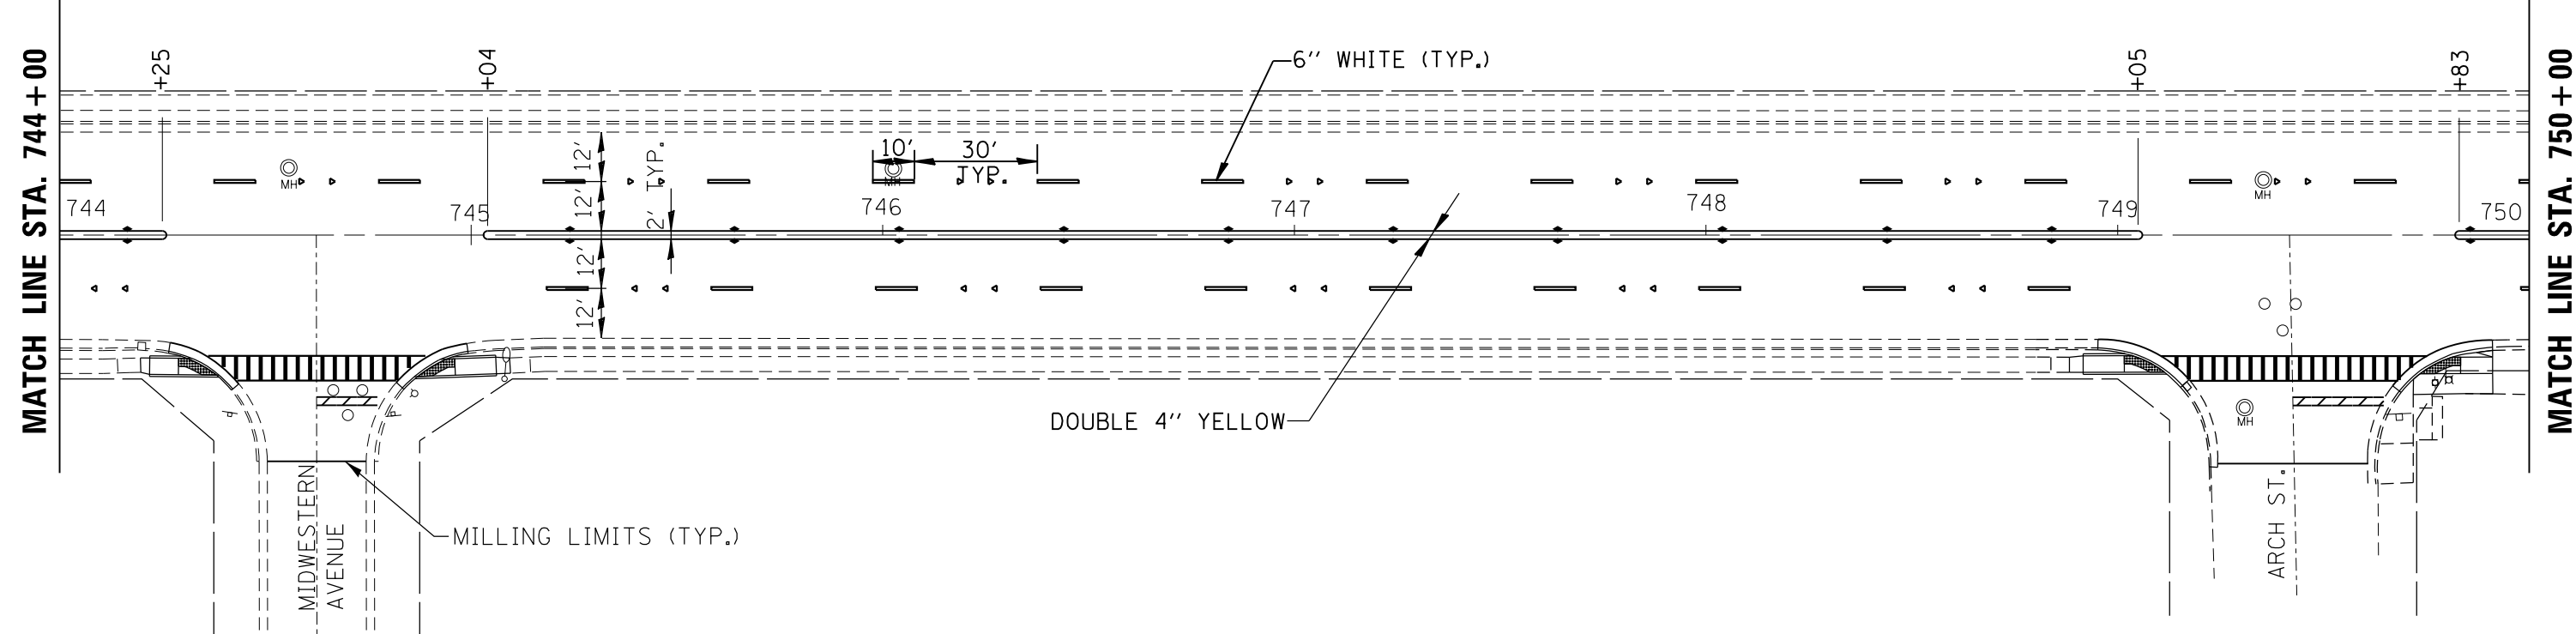 MATCH LINE STA. 744+00
+25
+04
6'' WHITE (TYP.)
+05
+83
MATCH LINE STA. 750+00
10'
30'
TYP.
12'
12'
2' TYP.
12'
12'
MH
MH
MH
744
745
746
747
748
749
750
DOUBLE 4'' YELLOW
MH
MILLING LIMITS (TYP.)
MIDWESTERN
AVENUE
ARCH ST.